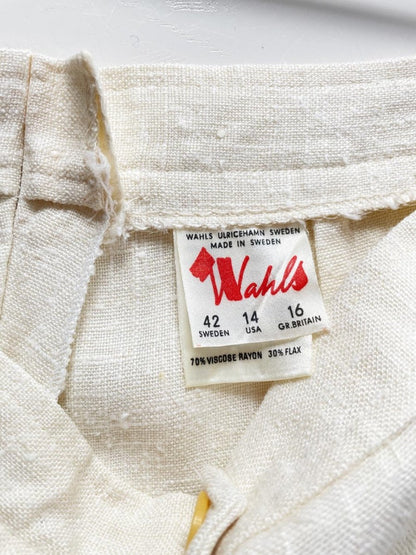 WAHLS ULRICEHAMN SWEDEN
MADE IN SWEDEN
Wahls
42 14 16
SWEDEN USA GR.BRITAIN
70% VISCOSE RAYON 30% FLAX